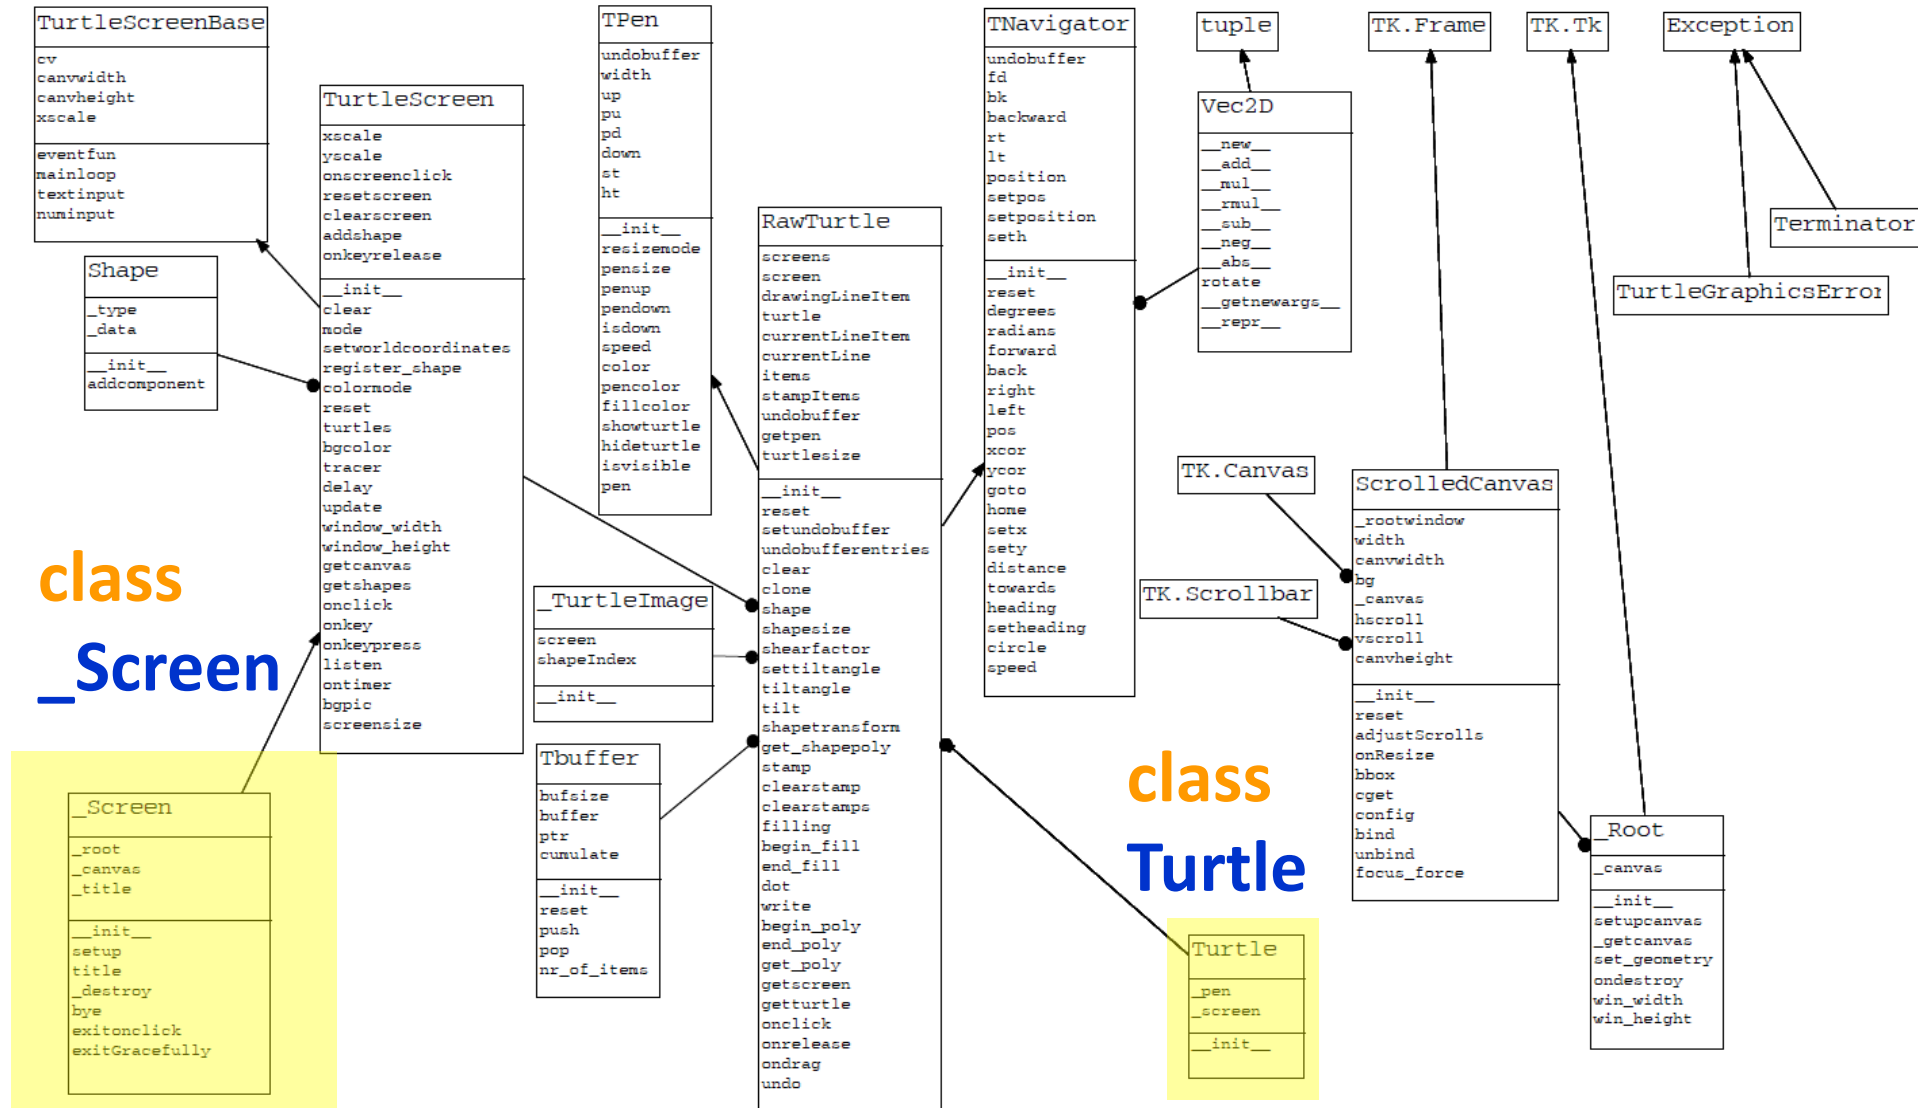 TurtleScreenBase
cv
canvwidth
canvheight
xscale
eventfun
mainloop
textinput
numinput
Shape
_type
_data
__init__
addcomponent
class
_Screen
_Screen
_root
_canvas
_title
__init__
setup
title
_destroy
bye
exitonclick
exitGracefully
TurtleScreen
xscale
yscale
onscreenclick
resetscreen
clearscreen
addshape
onkeyrelease
__init__
clear
mode
setworldcoordinates
register_shape
colormode
reset
turtles
bgcolor
tracer
delay
update
window_width
window_height
getcanvas
getshapes
onclick
onkey
onkeypress
listen
ontimer
bgpic
screensize
TPen
undobuffer
width
up
pu
pd
down
st
ht
__init__
resizemode
pensize
penup
pendown
isdown
speed
color
pencolor
fillcolor
showturtle
hideturtle
isvisible
pen
_TurtleImage
screen
shapeIndex
__init__
Tbuffer
bufsize
buffer
ptr
cumulate
__init__
reset
push
pop
nr_of_items
RawTurtle
screens
screen
drawingLineItem
turtle
currentLineItem
currentLine
items
stampItems
undobuffer
getpen
turtlesize
__init__
reset
setundobuffer
undobufferentries
clear
clone
shape
shapesize
shearfactor
settiltangle
tiltangle
tilt
shapetransform
get_shapepoly
stamp
clearstamp
clearstamps
filling
begin_fill
end_fill
dot
write
begin_poly
end_poly
get_poly
getscreen
getturtle
onclick
onrelease
ondrag
undo
TNavigator
undobuffer
fd
bk
backward
rt
lt
position
setpos
setposition
seth
__init__
reset
degrees
radians
forward
back
right
left
pos
xcor
ycor
goto
home
setx
sety
distance
towards
heading
setheading
circle
speed
tuple
Vec2D
__new__
__add__
__mul__
__rmul__
__sub__
__neg__
__abs__
rotate
__getnewargs__
__repr__
class
Turtle
Turtle
_pen
_screen
__init__
TK.Frame
TK.Canvas
TK.Scrollbar
ScrolledCanvas
_rootwindow
width
canvwidth
bg
_canvas
hscroll
vscroll
canvheight
__init__
reset
adjustScrolls
onResize
bbox
cget
config
bind
unbind
focus_force
TK.Tk
_Root
_canvas
__init__
setupcanvas
_getcanvas
set_geometry
ondestroy
win_width
win_height
Exception
Terminator
TurtleGraphicsError